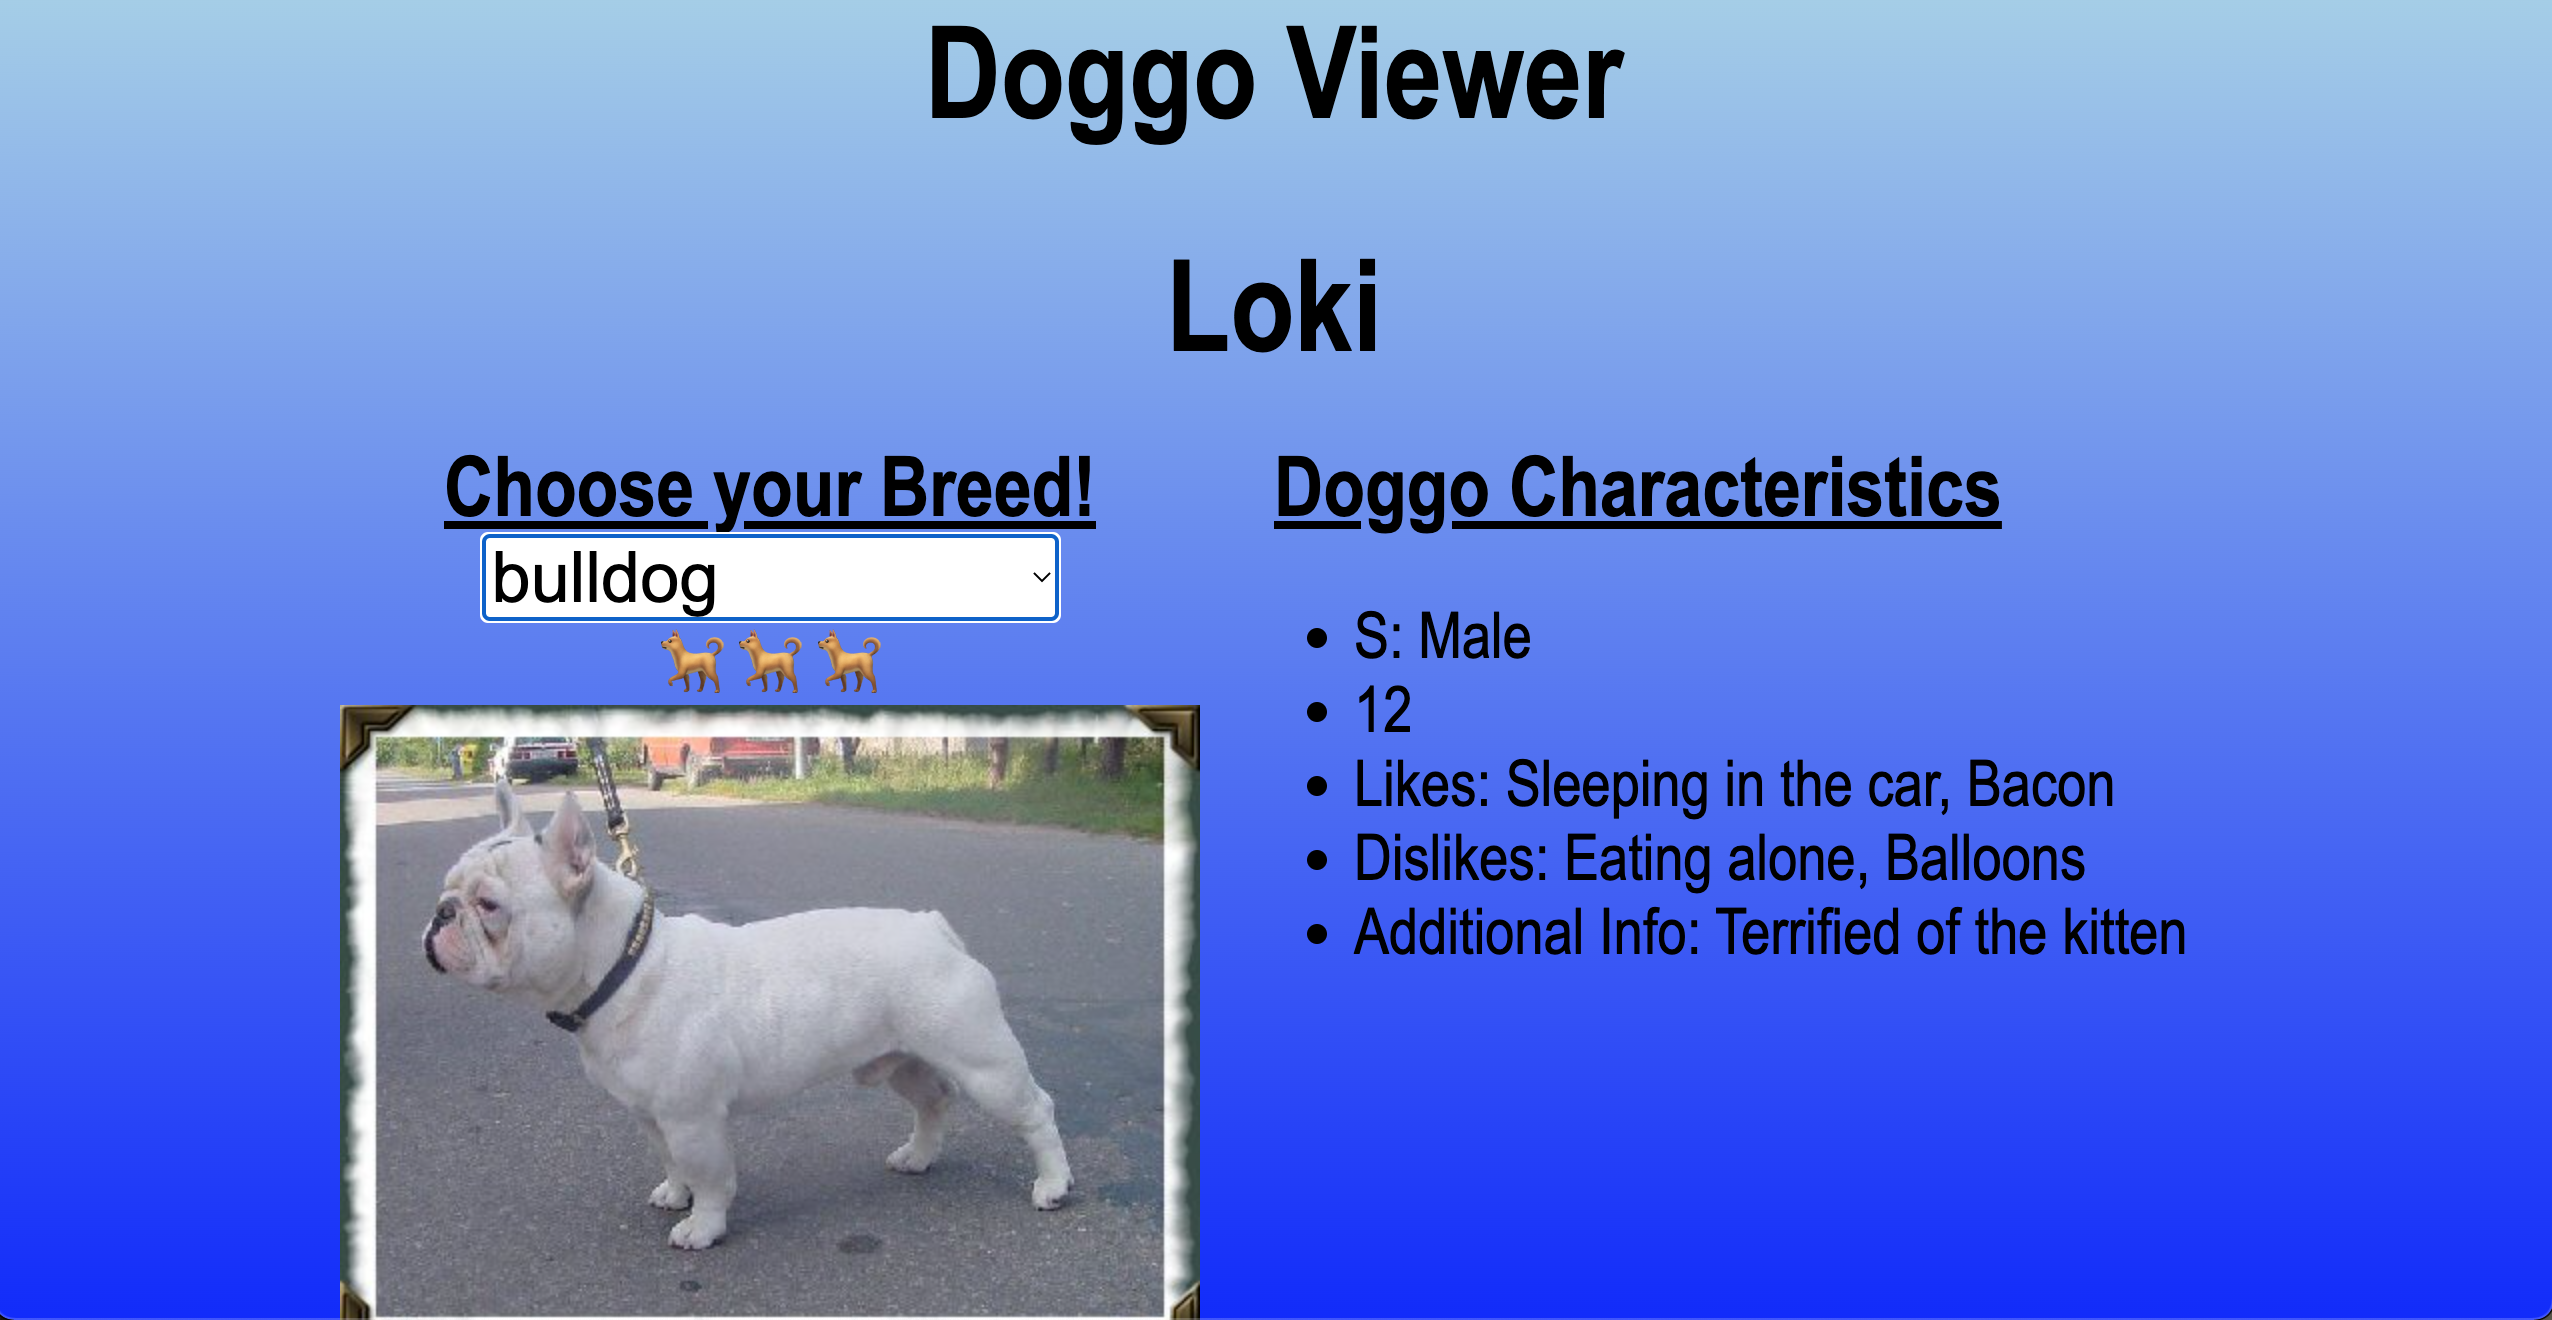 Doggo Viewer
Loki
Choose your Breed!
bulldog
Doggo Characteristics
S: Male
12
Likes: Sleeping in the car, Bacon
Dislikes: Eating alone, Balloons
Additional Info: Terrified of the kitten